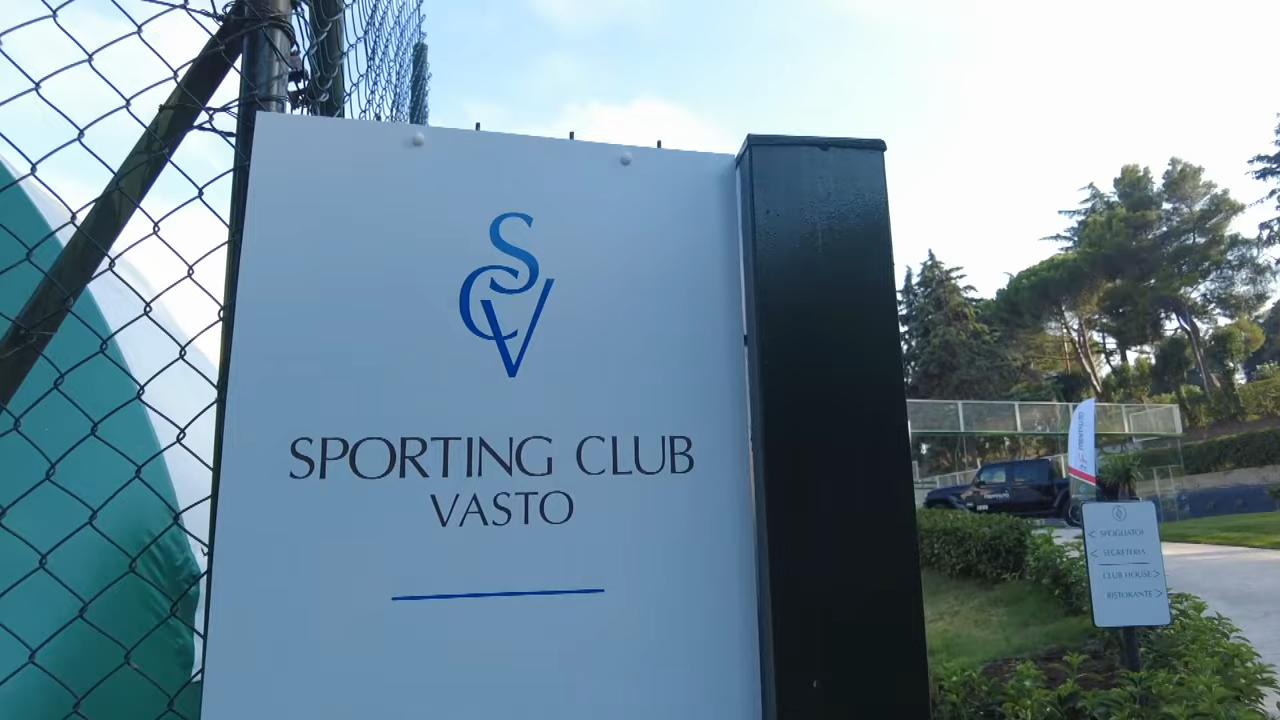 SCV
SPORTING CLUB
VASTO
< SPOGLIATOI
< SEGRETERIA
CLUB HOUSE >
RISTORANTE >